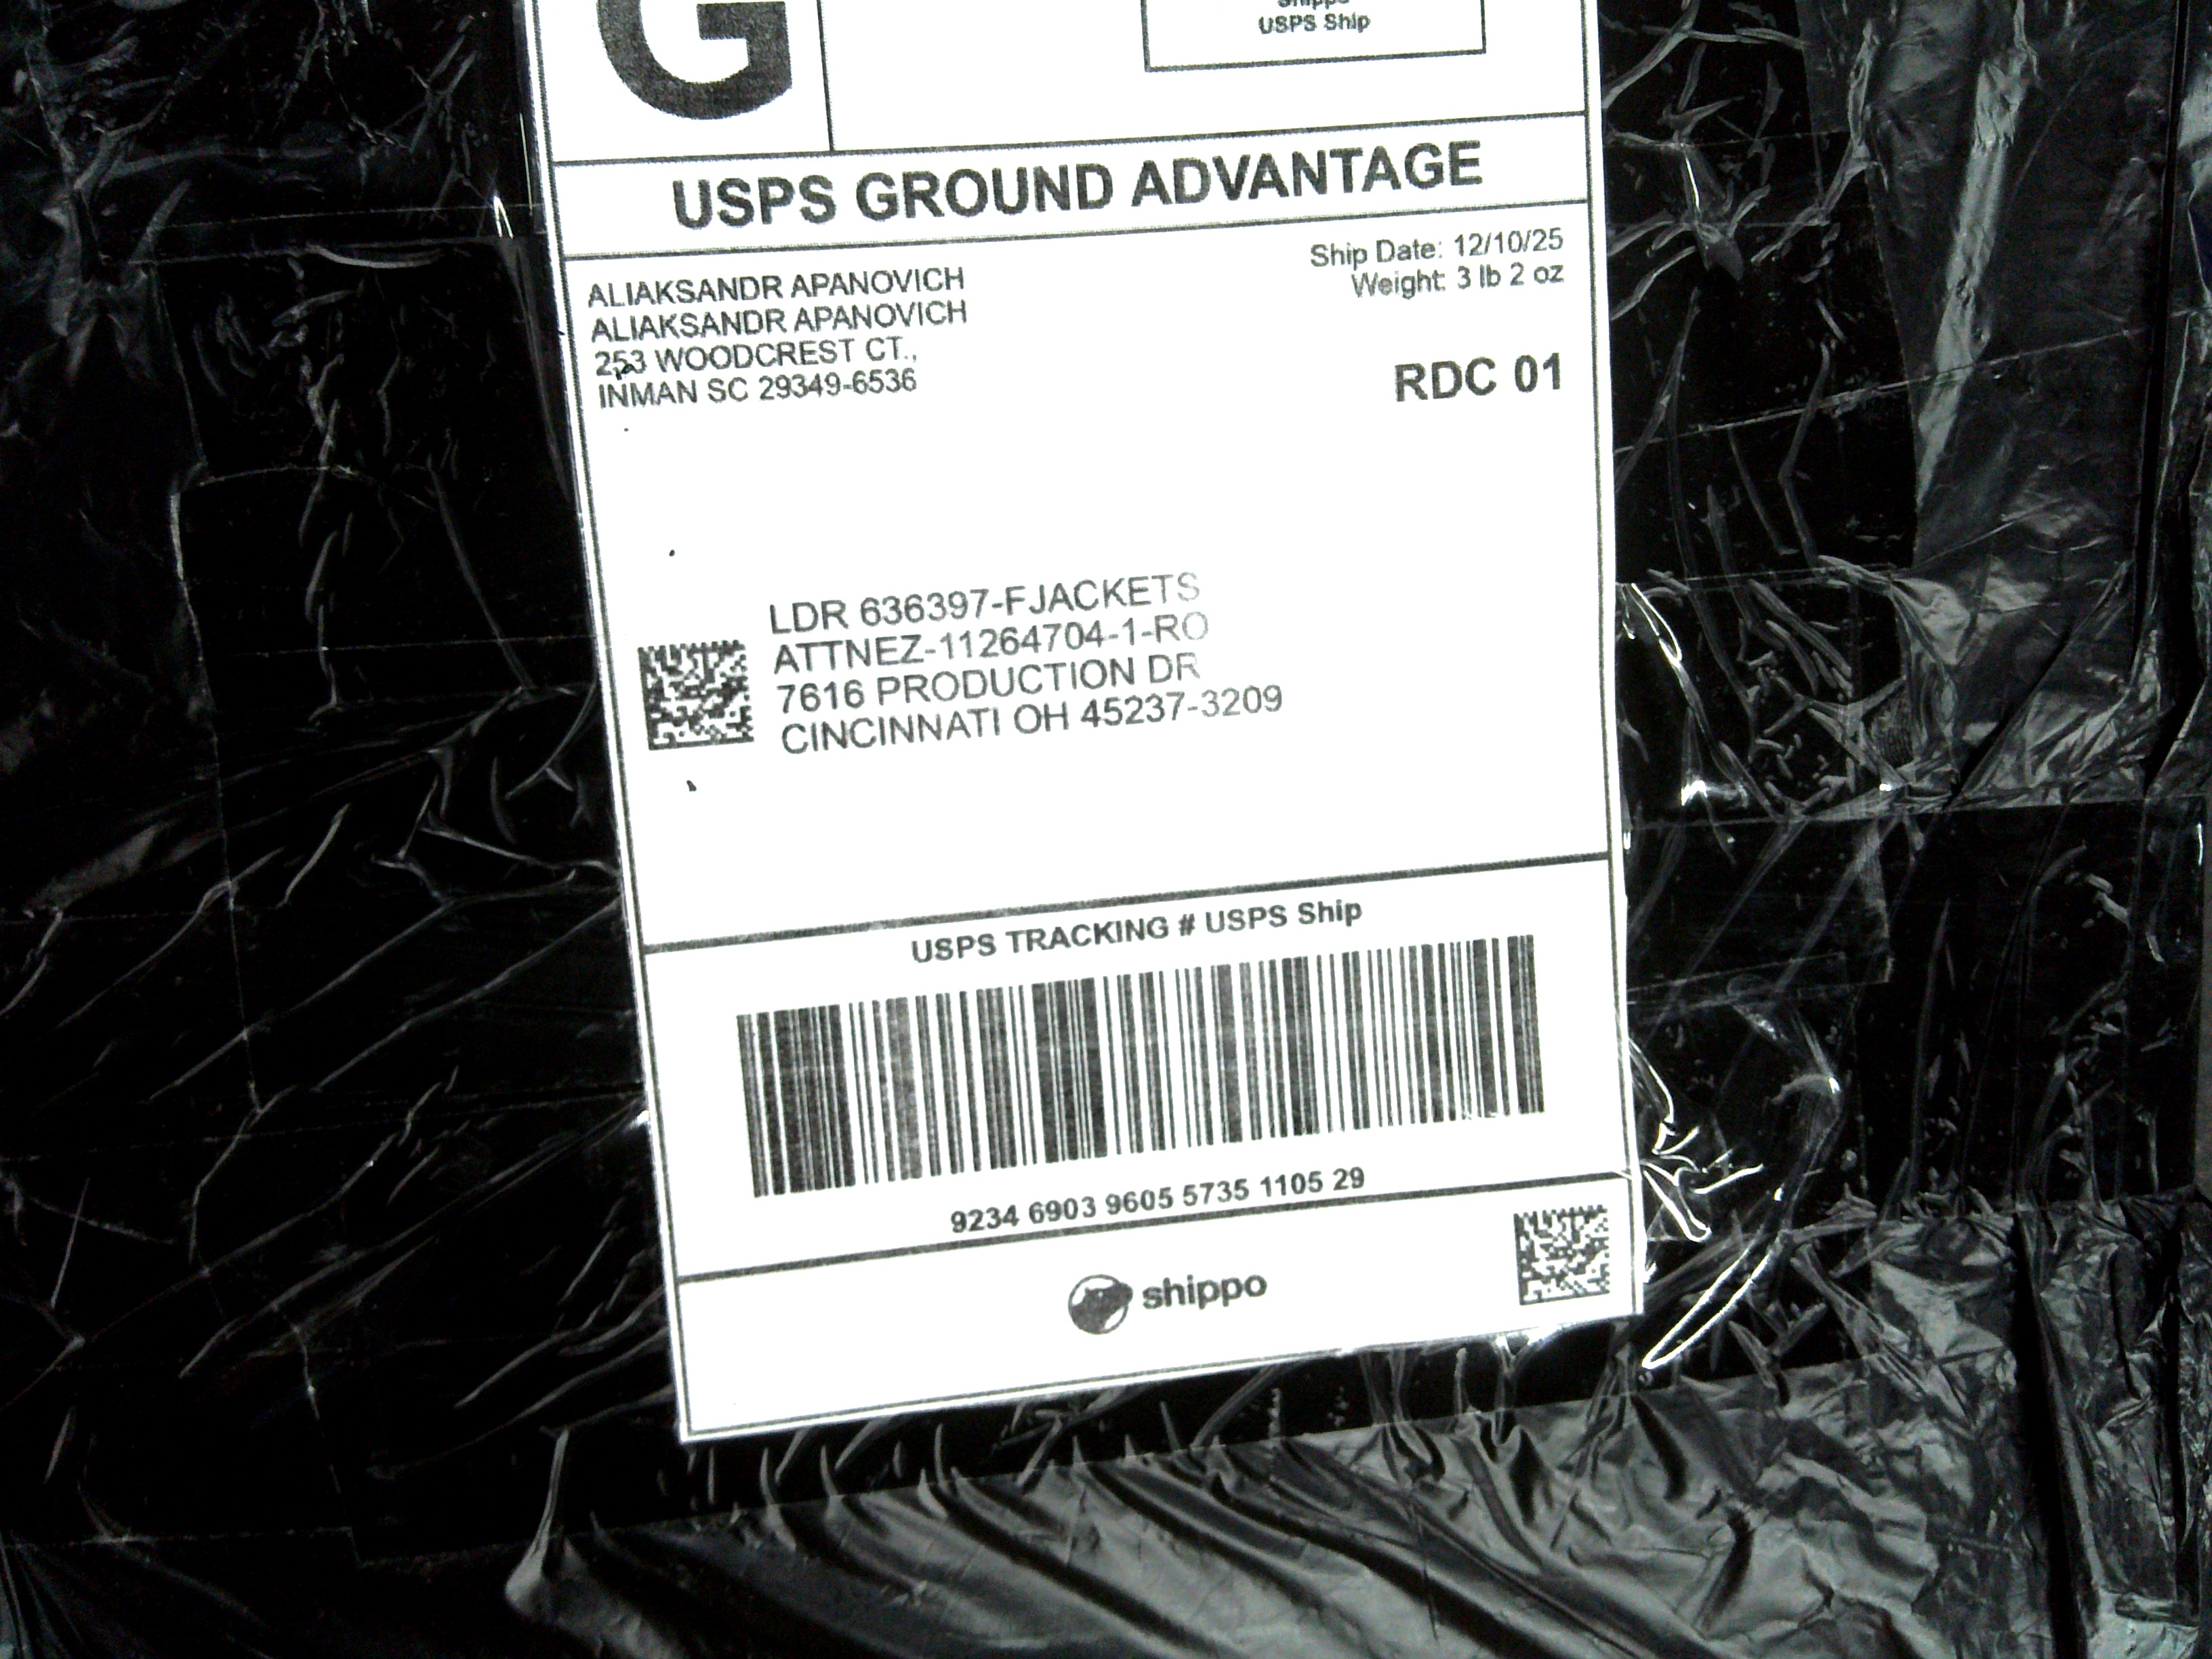 G
USPS Ship
USPS GROUND ADVANTAGE
Ship Date: 12/10/25
Weight: 3 lb 2 oz
ALIAKSANDR APANOVICH
ALIAKSANDR APANOVICH
253 WOODCREST CT.,
INMAN SC 29349-6536
RDC 01
LDR 636397-FJACKETS
ATTNEZ-11264704-1-RO
7616 PRODUCTION DR
CINCINNATI OH 45237-3209
USPS TRACKING # USPS Ship
9234 6903 9605 5735 1105 29
shippo